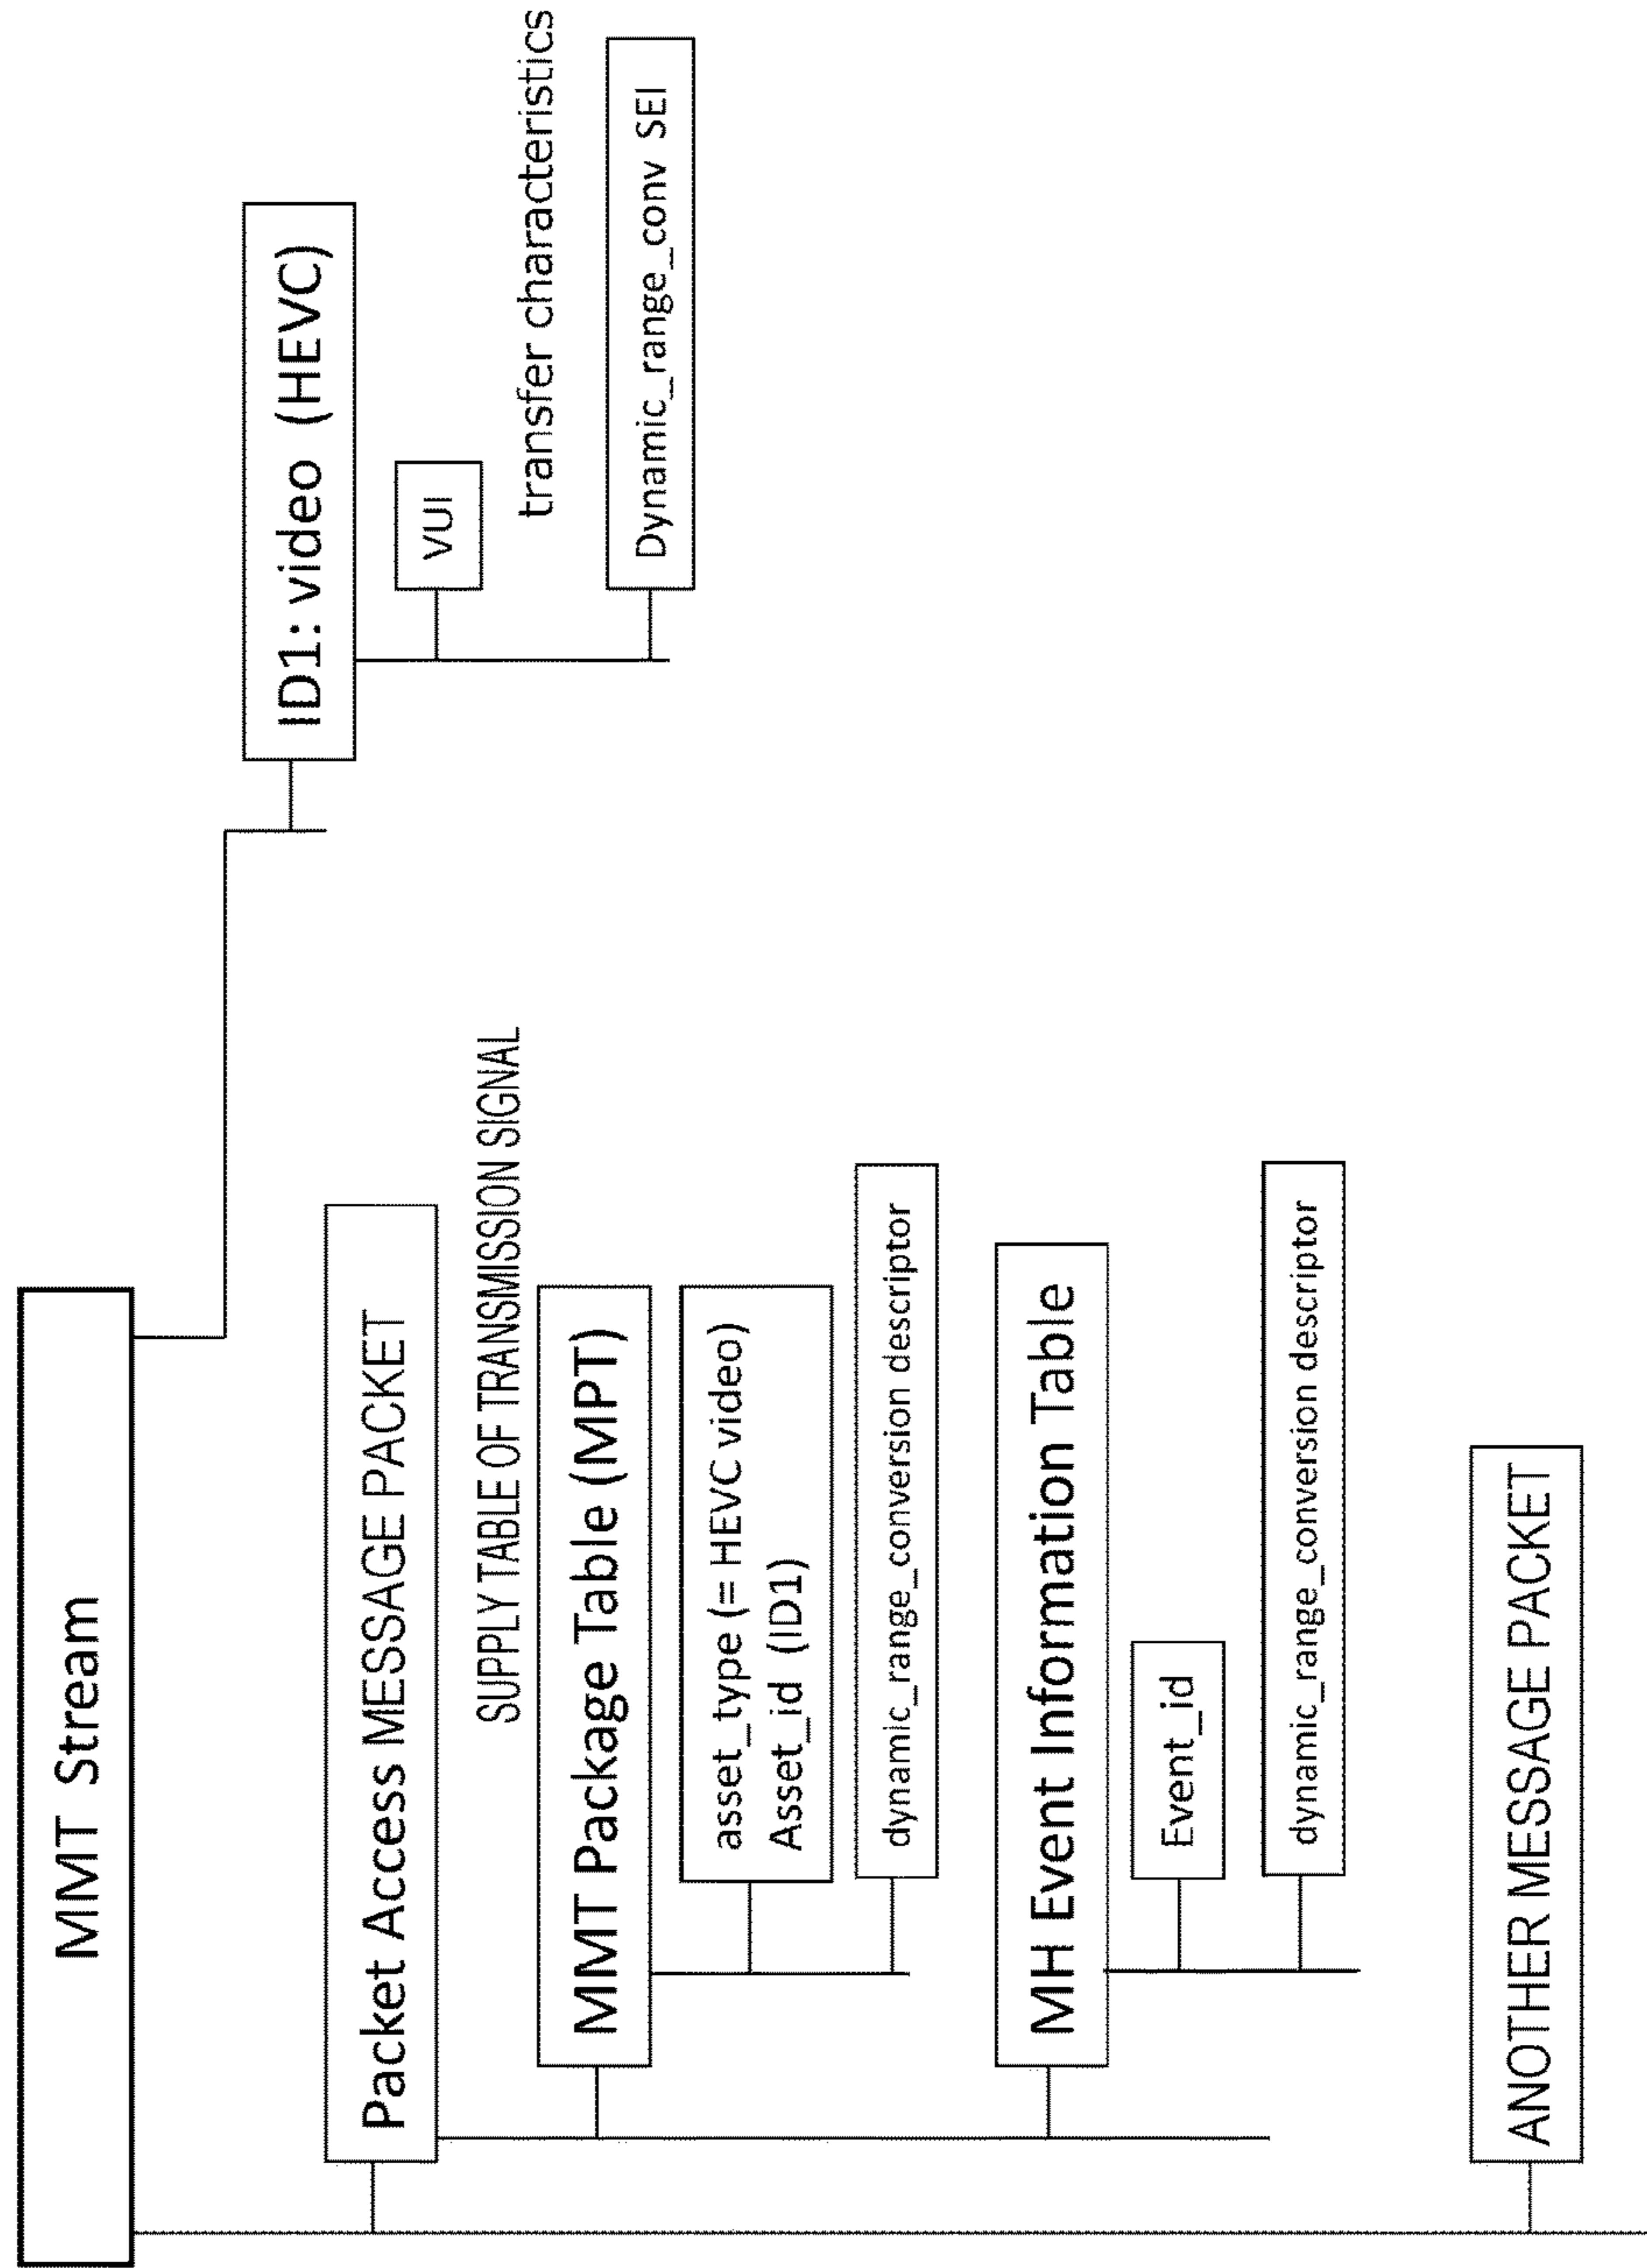 MMT Stream
Packet Access MESSAGE PACKET
SUPPLY TABLE OF TRANSMISSION SIGNAL
MMT Package Table (MPT)
asset_type (= HEVC video)
Asset_id (ID1)
dynamic_range_conversion descriptor
MH Event Information Table
Event_id
dynamic_range_conversion descriptor
ANOTHER MESSAGE PACKET
ID1: video (HEVC)
VUI
transfer characteristics
Dynamic_range_conv SEI